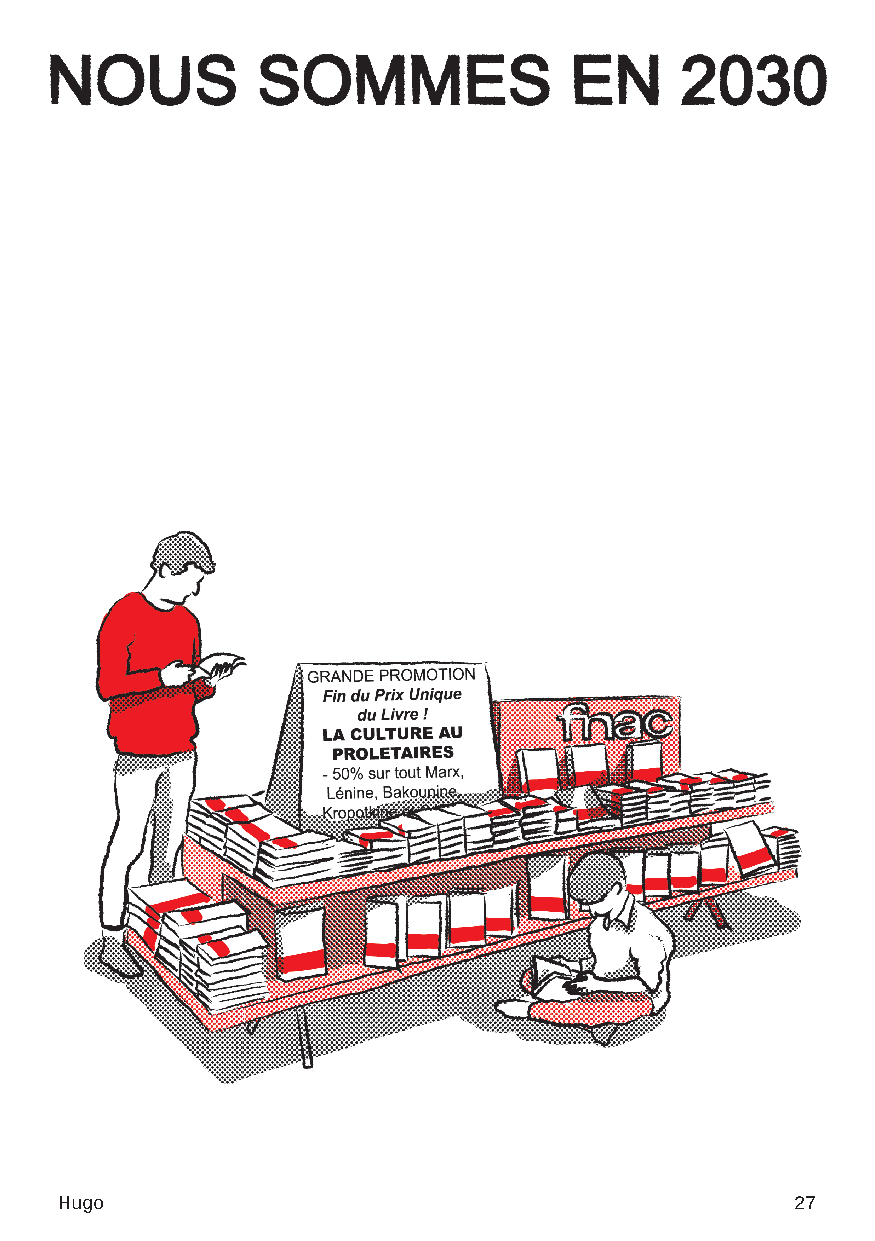 NOUS SOMMES EN 2030
GRANDE PROMOTION
Fin du Prix Unique
du Livre !
LA CULTURE AU
PROLETAIRES
- 50% sur tout Marx,
Lénine, Bakounine,
Kropotkine
fnac
Hugo
27